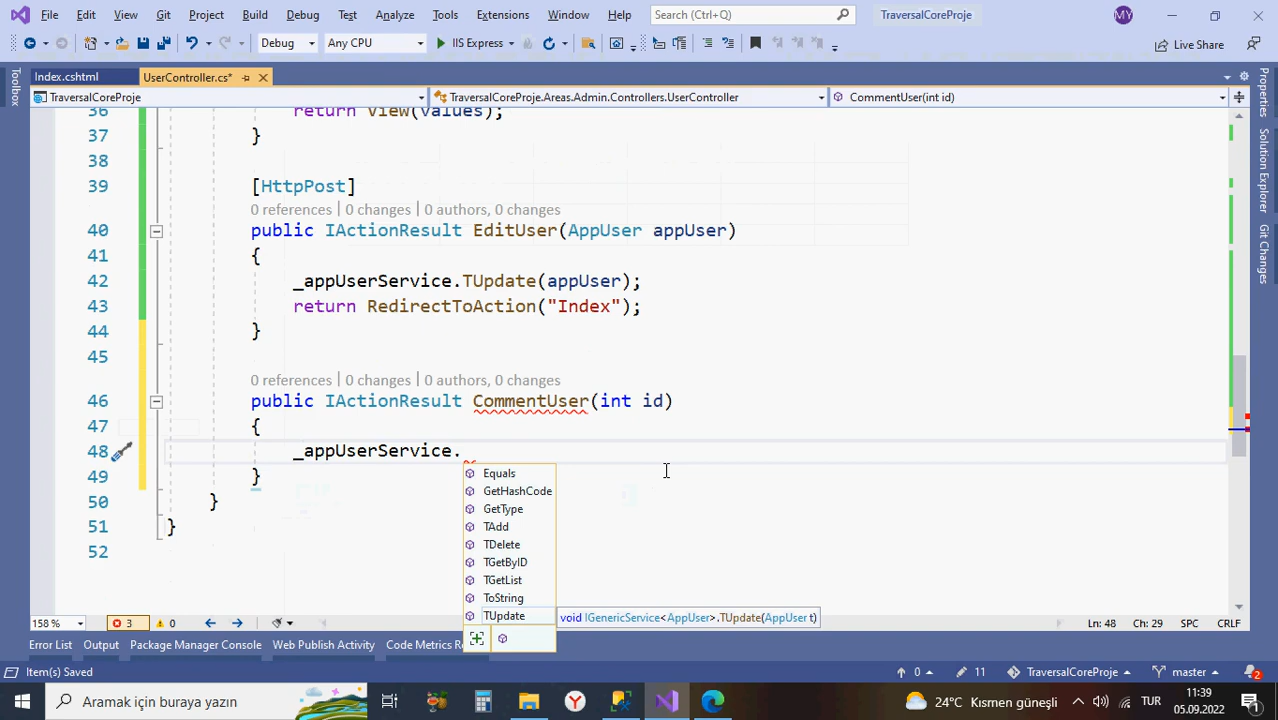 File Edit View Git Project Build Debug Test Analyze Tools Extensions Window Help Search (Ctrl+Q) TraversalCoreProje MY
Debug Any CPU IIS Express Live Share
Index.cshtml UserController.cs*
TraversalCoreProje TraversalCoreProje.Areas.Admin.Controllers.UserController CommentUser(int id)
Toolbox
Properties
Solution Explorer
Git Changes
36 return View(values);
37 }
38
39 [HttpPost]
0 references | 0 changes | 0 authors, 0 changes
40 public IActionResult EditUser(AppUser appUser)
41 {
42 _appUserService.TUpdate(appUser);
43 return RedirectToAction("Index");
44 }
45
0 references | 0 changes | 0 authors, 0 changes
46 public IActionResult CommentUser(int id)
47 {
48 _appUserService.
49 }
50 }
51 }
52
Equals
GetHashCode
GetType
TAdd
TDelete
TGetByID
TGetList
ToString
TUpdate void IGenericService<AppUser>.TUpdate(AppUser t)
158 % 3 0 Ln: 48 Ch: 29 SPC CRLF
Error List Output Package Manager Console Web Publish Activity Code Metrics Re
Item(s) Saved 0 11 TraversalCoreProje master 2
Aramak için buraya yazın 24°C Kısmen güneşli TUR 11:39
05.09.2022 1